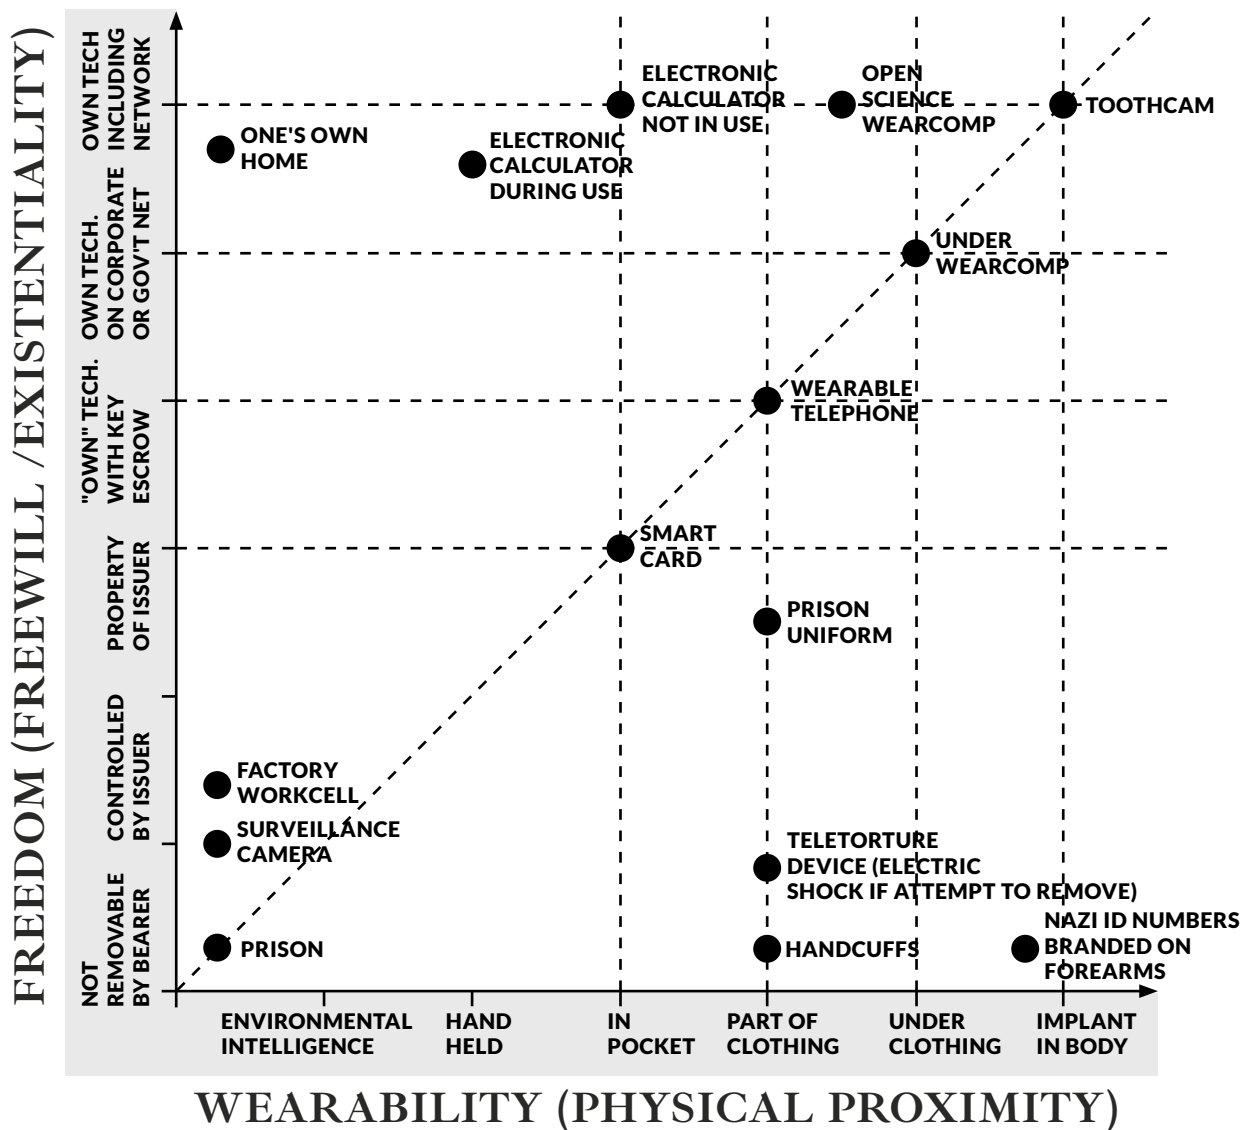 FREEDOM (FREEWILL /EXISTENTIALITY)
OWN TECH
INCLUDING
NETWORK
OWN TECH.
ON CORPORATE
OR GOV'T NET
"OWN" TECH.
WITH KEY
ESCROW
PROPERTY
OF ISSUER
CONTROLLED
BY ISSUER
NOT
REMOVABLE
BY BEARER
ELECTRONIC
CALCULATOR
NOT IN USE
OPEN
SCIENCE
WEARCOMP
TOOTHCAM
ONE'S OWN
HOME
ELECTRONIC
CALCULATOR
DURING USE
UNDER
WEARCOMP
WEARABLE
TELEPHONE
SMART
CARD
PRISON
UNIFORM
FACTORY
WORKCELL
SURVEILLANCE
CAMERA
TELETORTURE
DEVICE (ELECTRIC
SHOCK IF ATTEMPT TO REMOVE)
PRISON
HANDCUFFS
NAZI ID NUMBERS
BRANDED ON
FOREARMS
ENVIRONMENTAL
INTELLIGENCE
HAND
HELD
IN
POCKET
PART OF
CLOTHING
UNDER
CLOTHING
IMPLANT
IN BODY
WEARABILITY (PHYSICAL PROXIMITY)